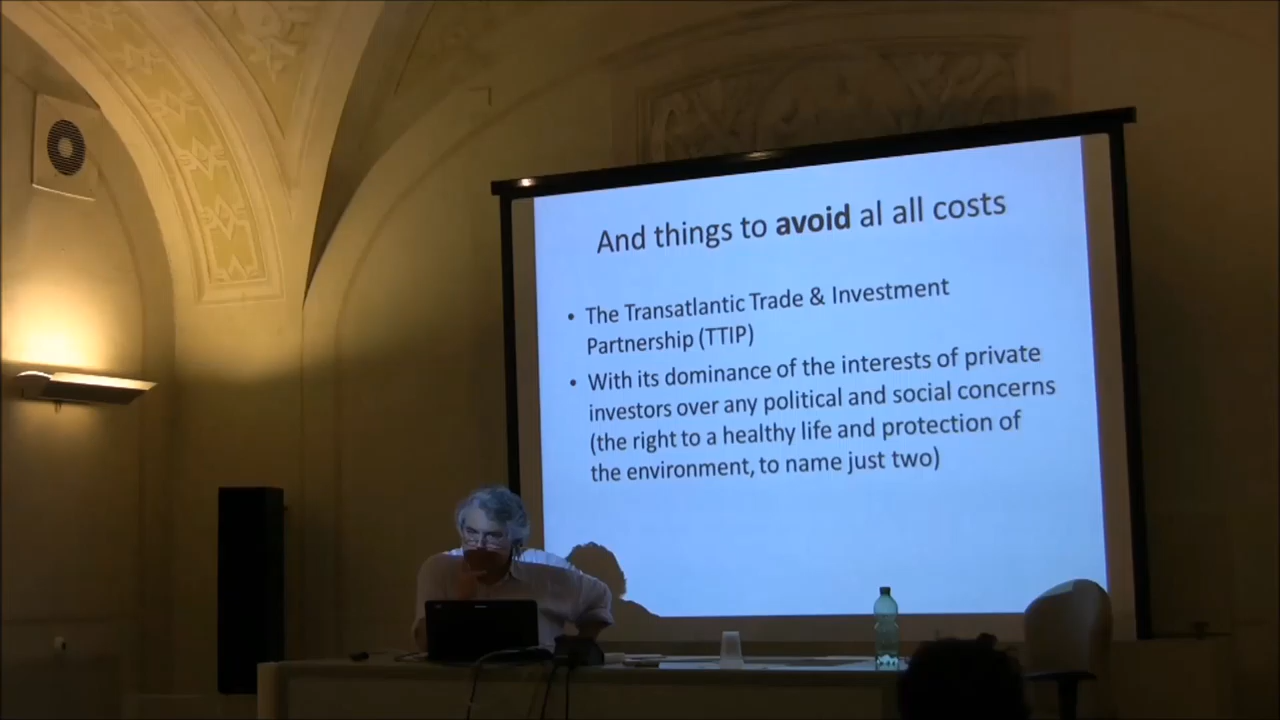 And things to avoid al all costs
• The Transatlantic Trade & Investment
Partnership (TTIP)
• With its dominance of the interests of private
investors over any political and social concerns
(the right to a healthy life and protection of
the environment, to name just two)